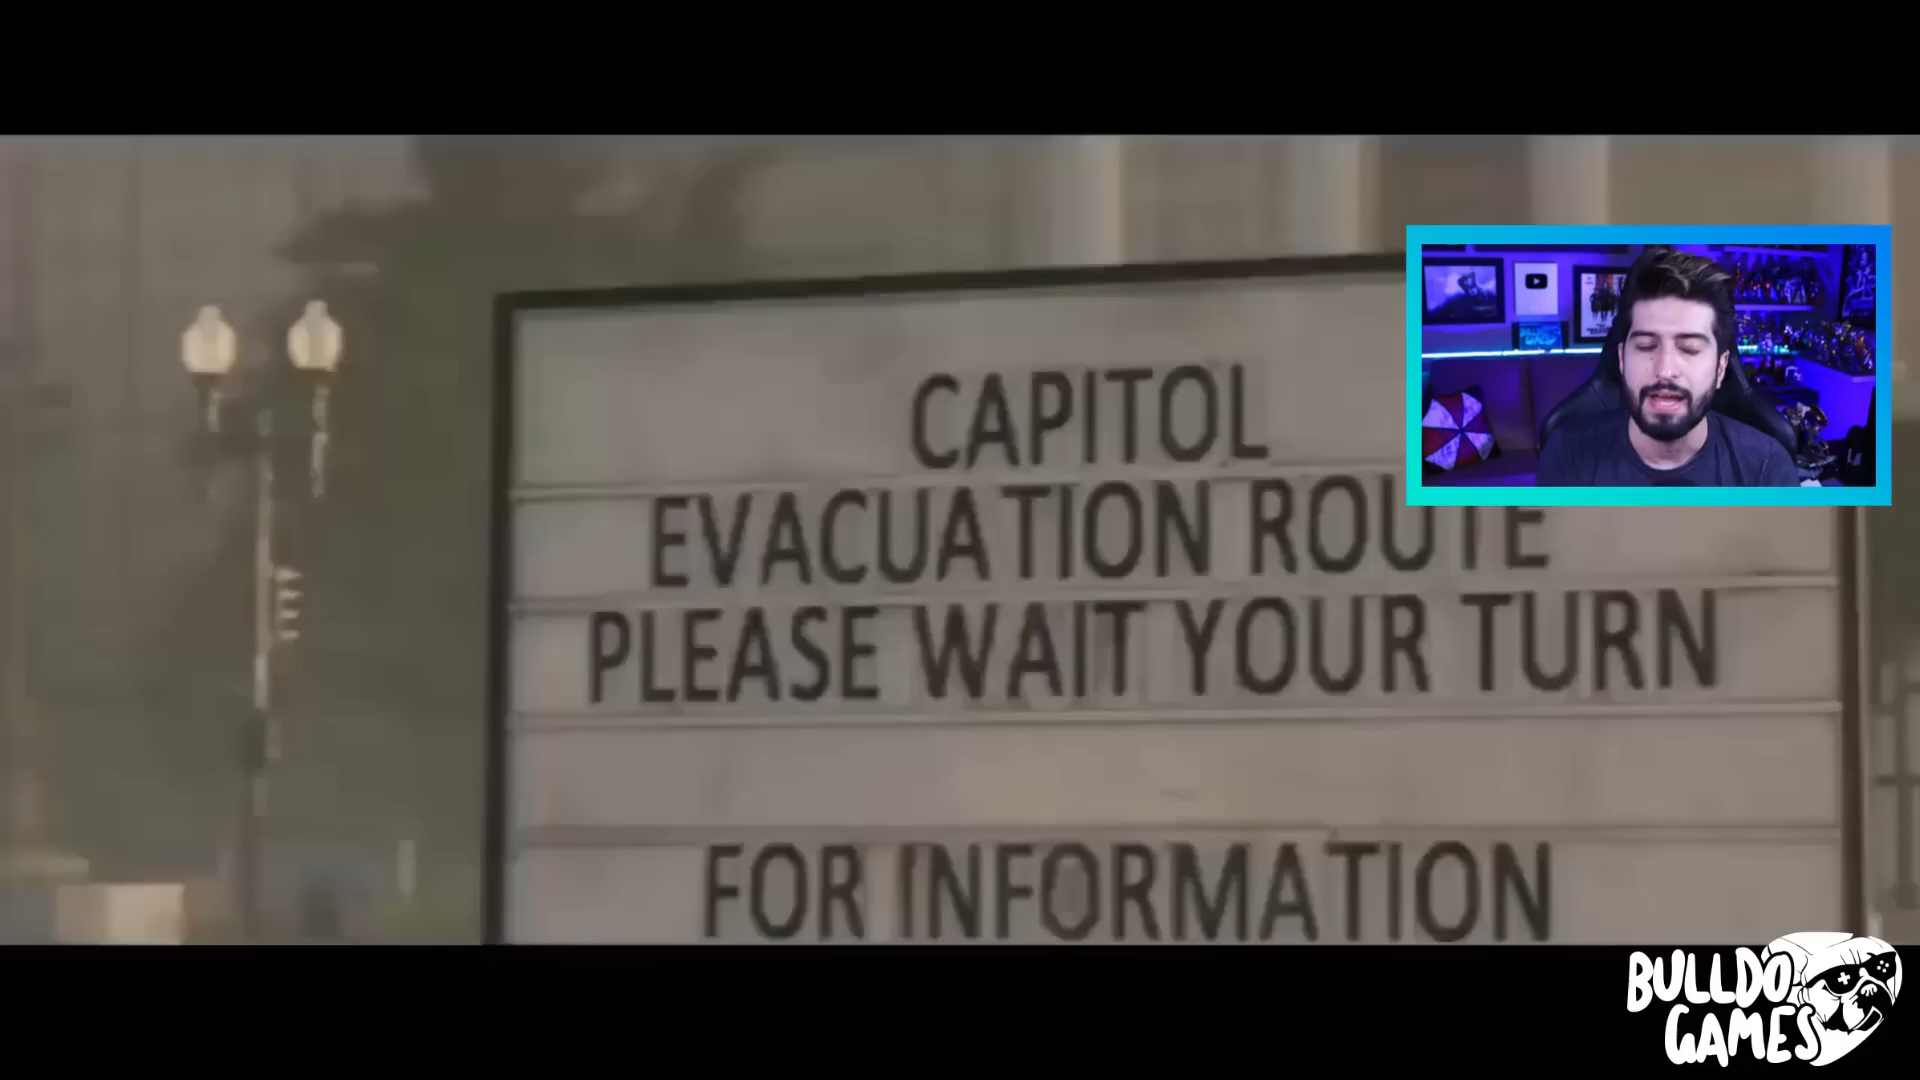 CAPITOL
EVACUATION ROUTE
PLEASE WAIT YOUR TURN
FOR INFORMATION
BULLDO
GAMES